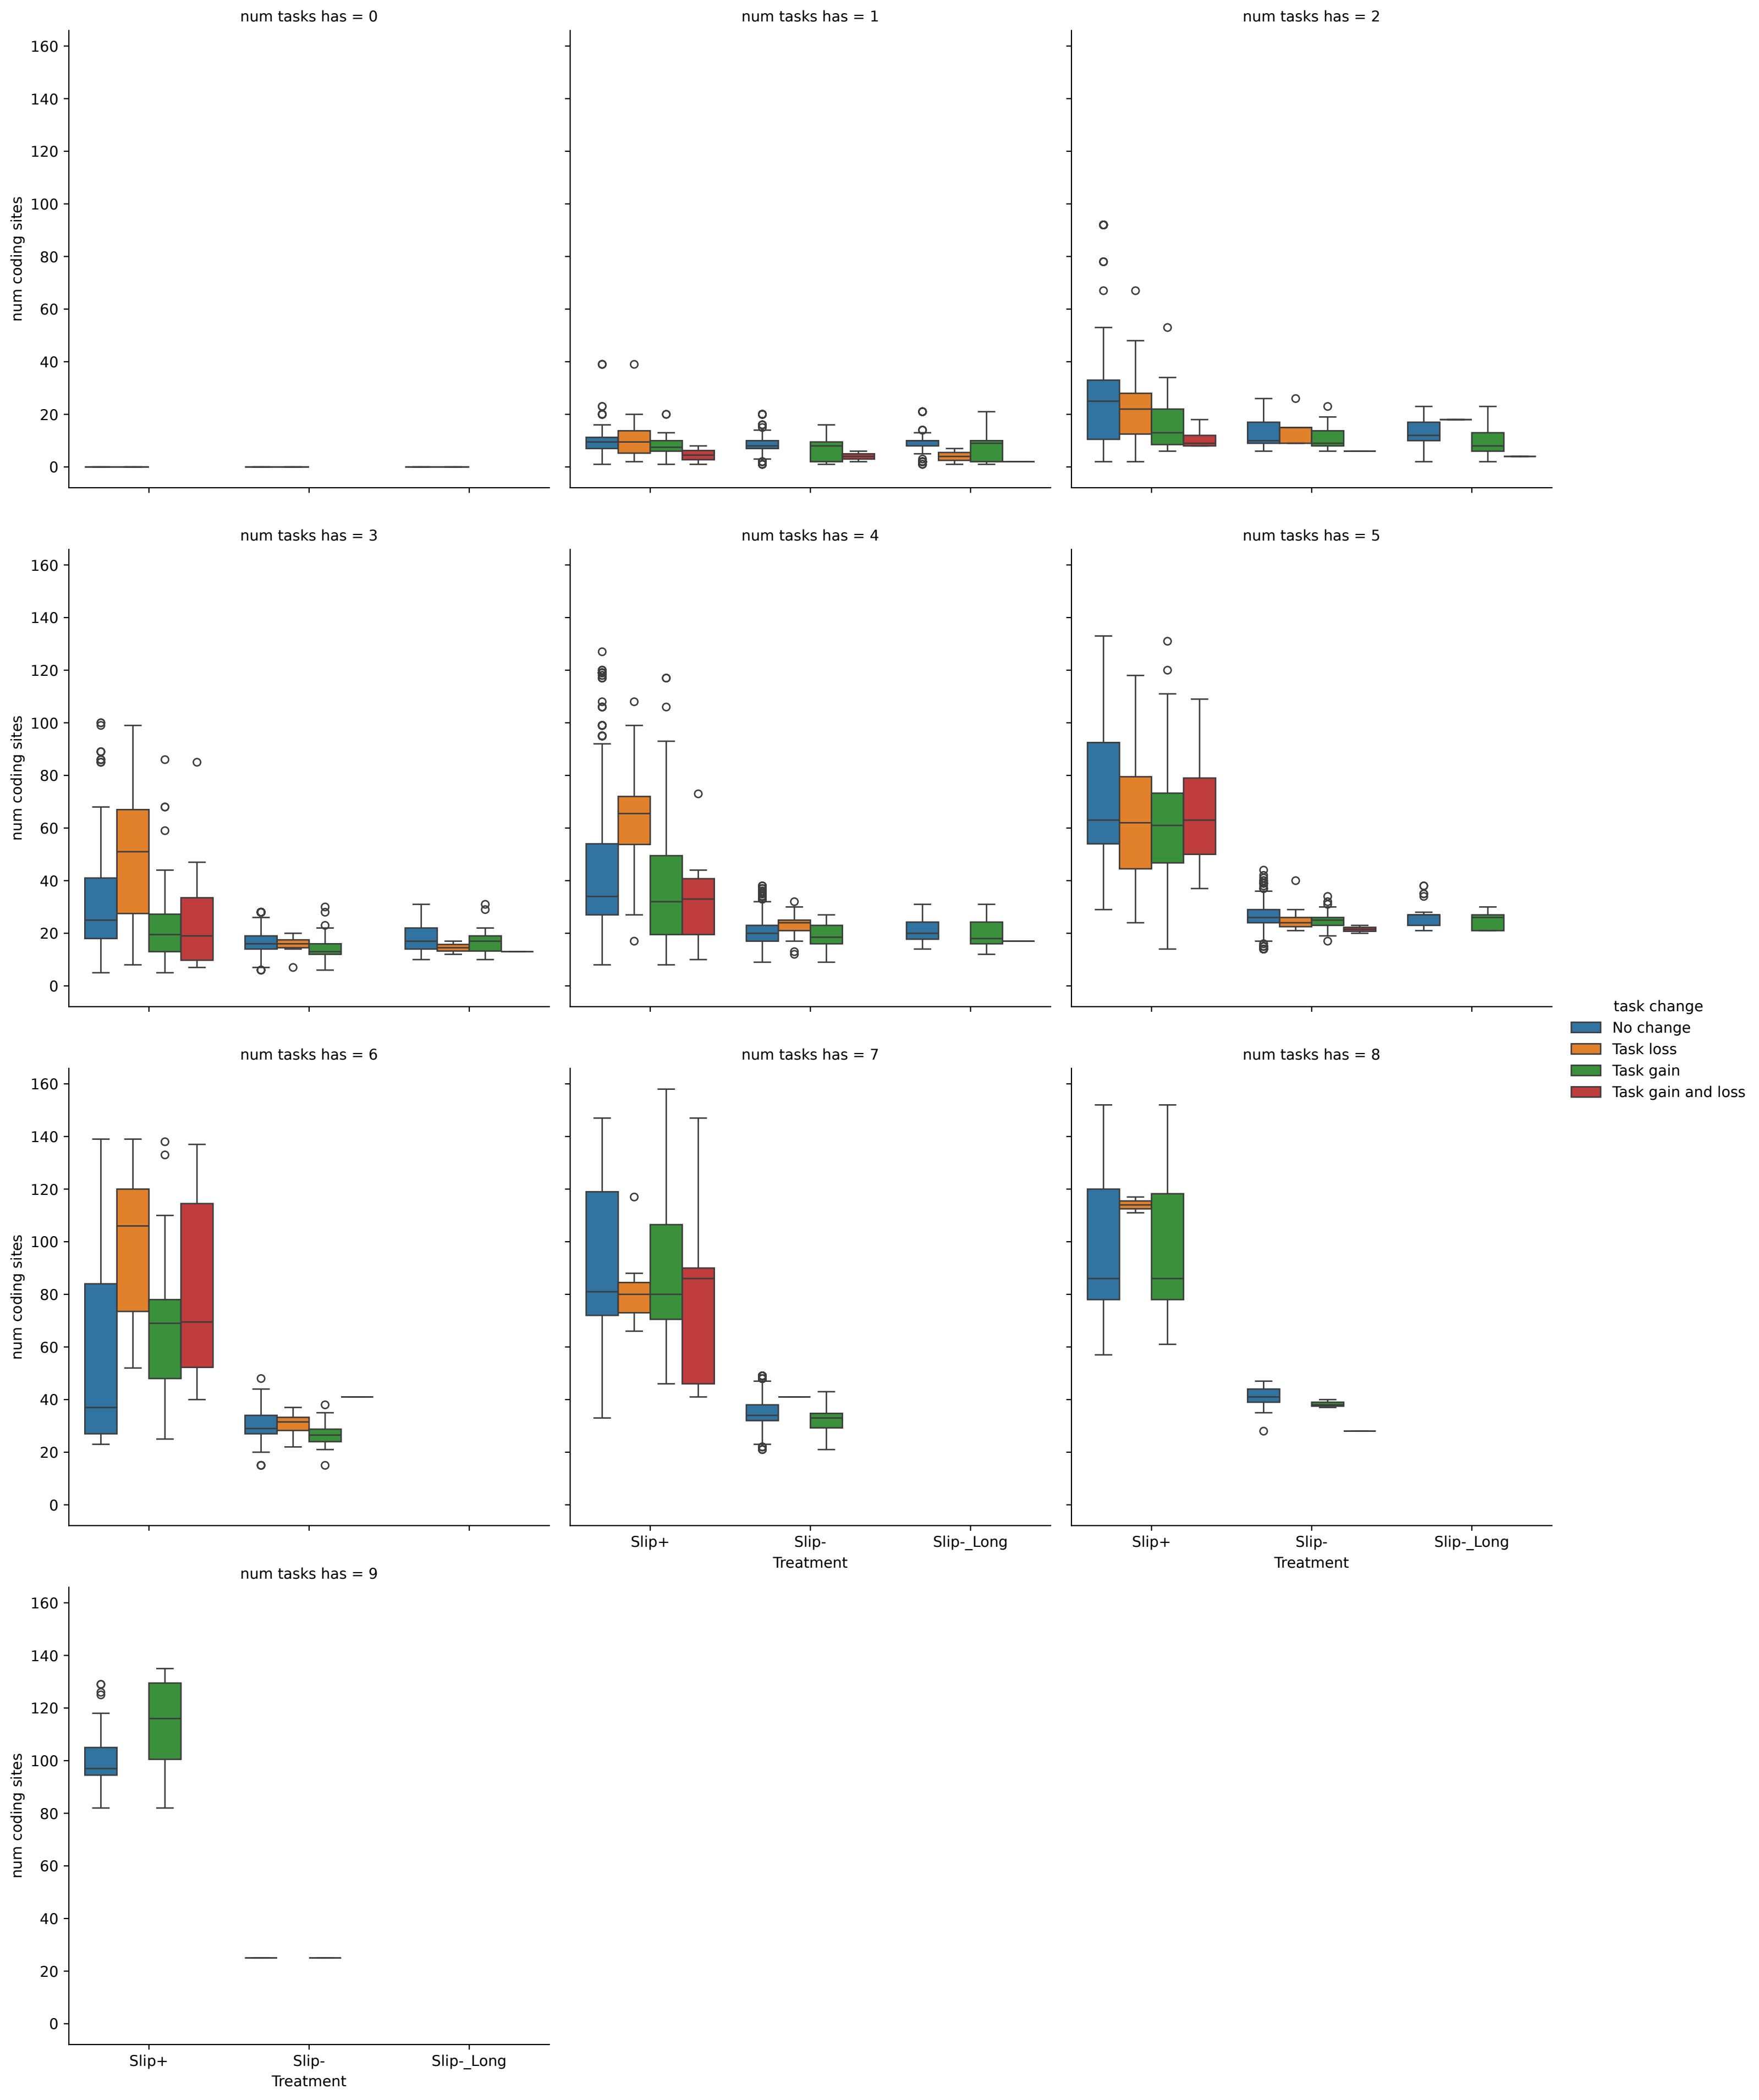 num tasks has = 0
num tasks has = 1
num tasks has = 2
160
140
120
100
80
60
40
20
0
num coding sites
num tasks has = 3
num tasks has = 4
num tasks has = 5
160
140
120
100
80
60
40
20
0
num coding sites
task change
No change
Task loss
Task gain
Task gain and loss
num tasks has = 6
num tasks has = 7
num tasks has = 8
160
140
120
100
80
60
40
20
0
num coding sites
Slip+
Slip-
Slip-_Long
Treatment
Slip+
Slip-
Slip-_Long
Treatment
num tasks has = 9
160
140
120
100
80
60
40
20
0
num coding sites
Slip+
Slip-
Slip-_Long
Treatment